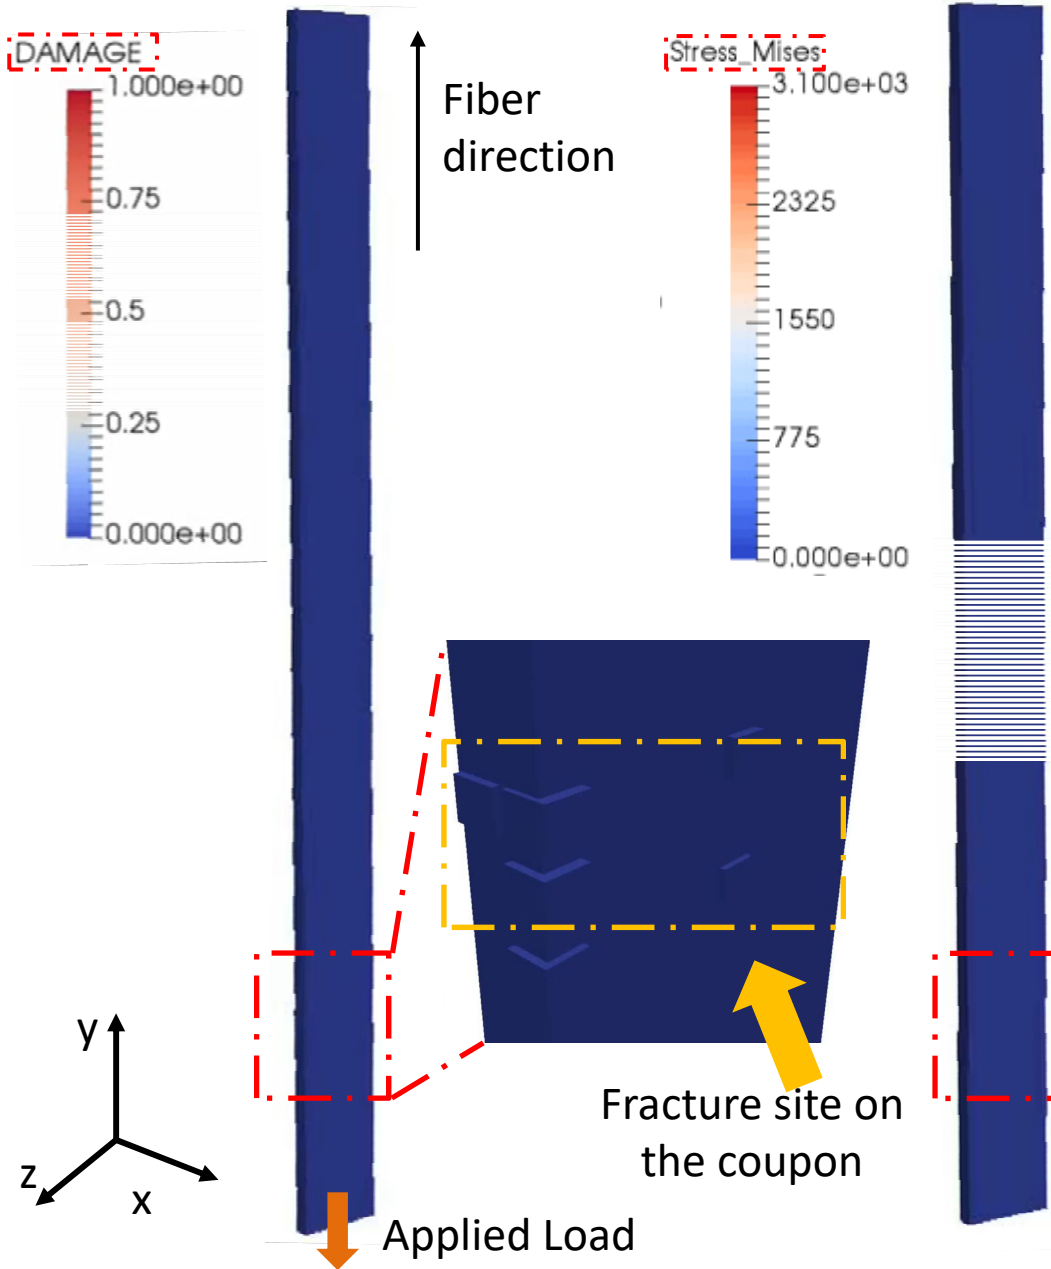 DAMAGE
1.000e+00
0.75
0.5
0.25
0.000e+00
Fiber
direction
Stress_Mises
3.100e+03
2325
1550
775
0.000e+00
Fracture site on
the coupon
y
z
x
Applied Load